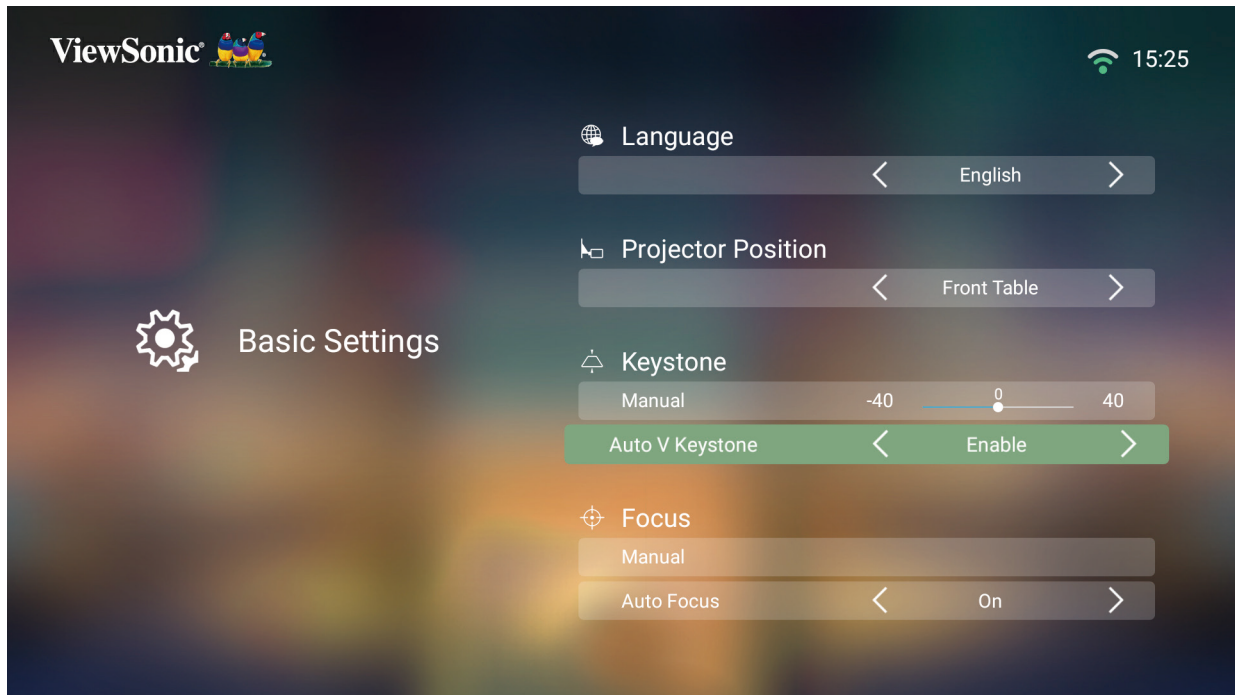 ViewSonic®
15:25
Language
English
Projector Position
Front Table
Basic Settings
Keystone
Manual -40 0 40
Auto V Keystone Enable
Focus
Manual
Auto Focus On